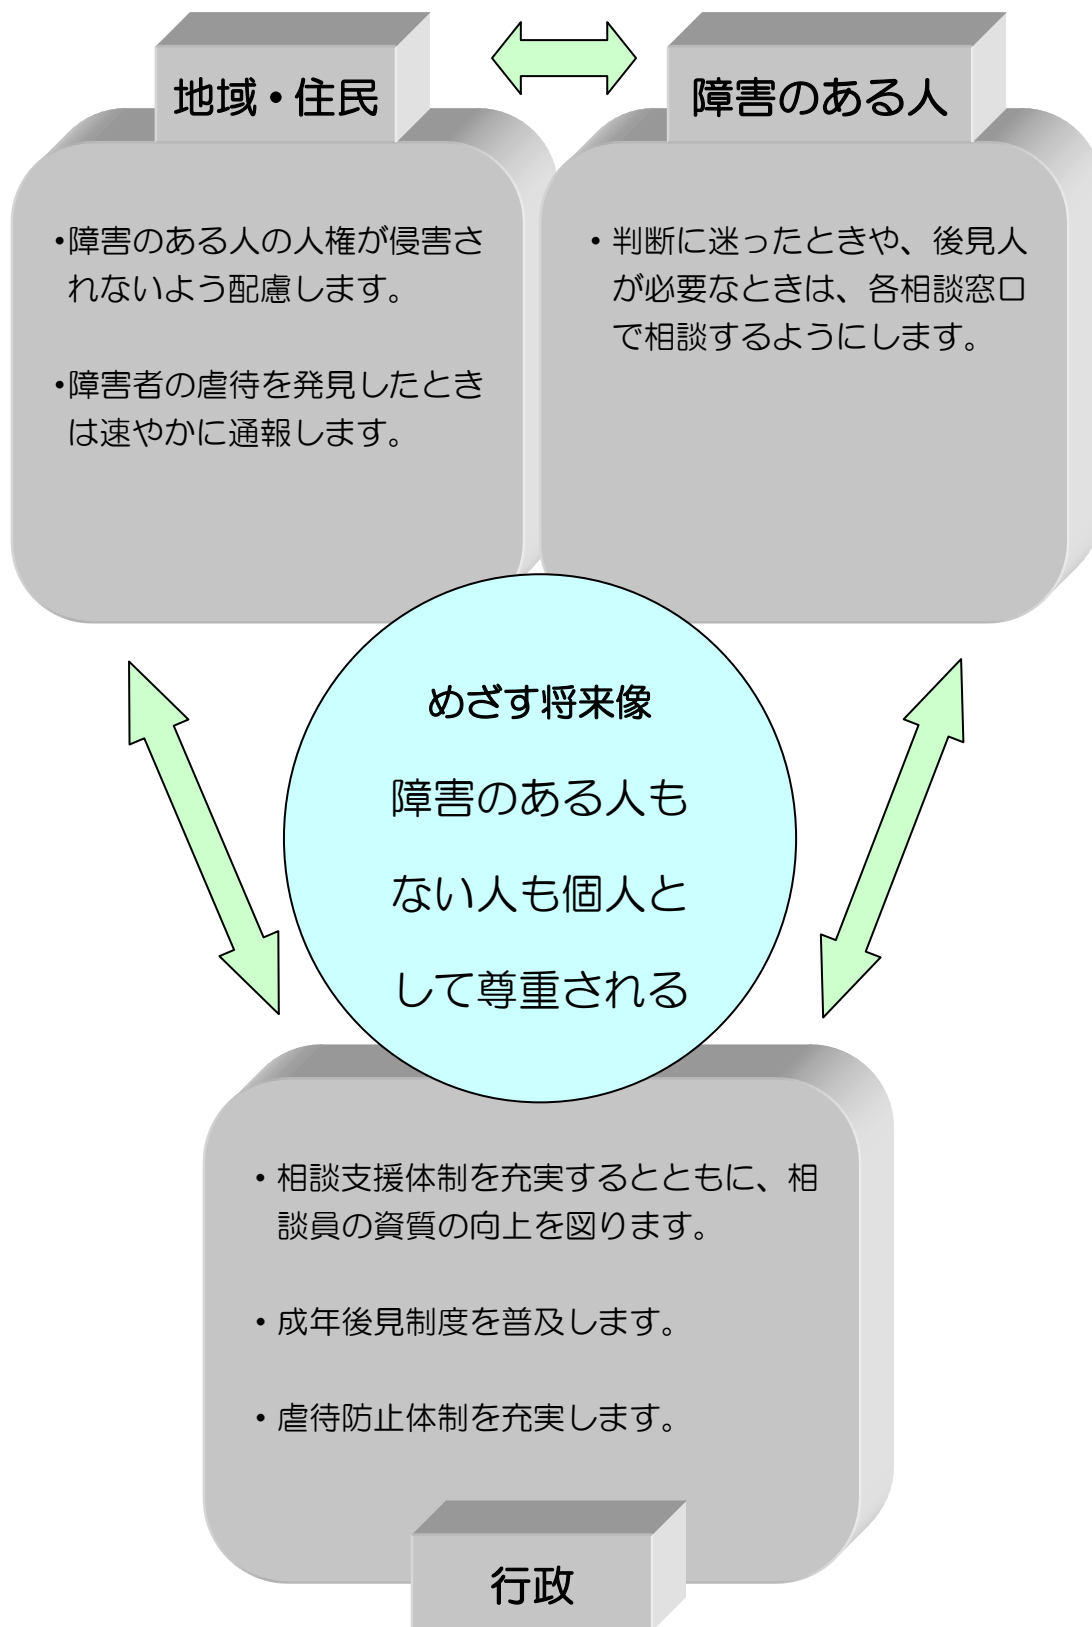 地域・住民
・障害のある人の人権が侵害さ
れないよう配慮します。
・障害者の虐待を発見したとき
は速やかに通報します。
障害のある人
・判断に迷ったときや、後見人
が必要なときは、各相談窓口
で相談するようにします。
めざす将来像
障害のある人も
ない人も個人と
して尊重される
・相談支援体制を充実するとともに、相
談員の資質の向上を図ります。
・成年後見制度を普及します。
・虐待防止体制を充実します。
行政